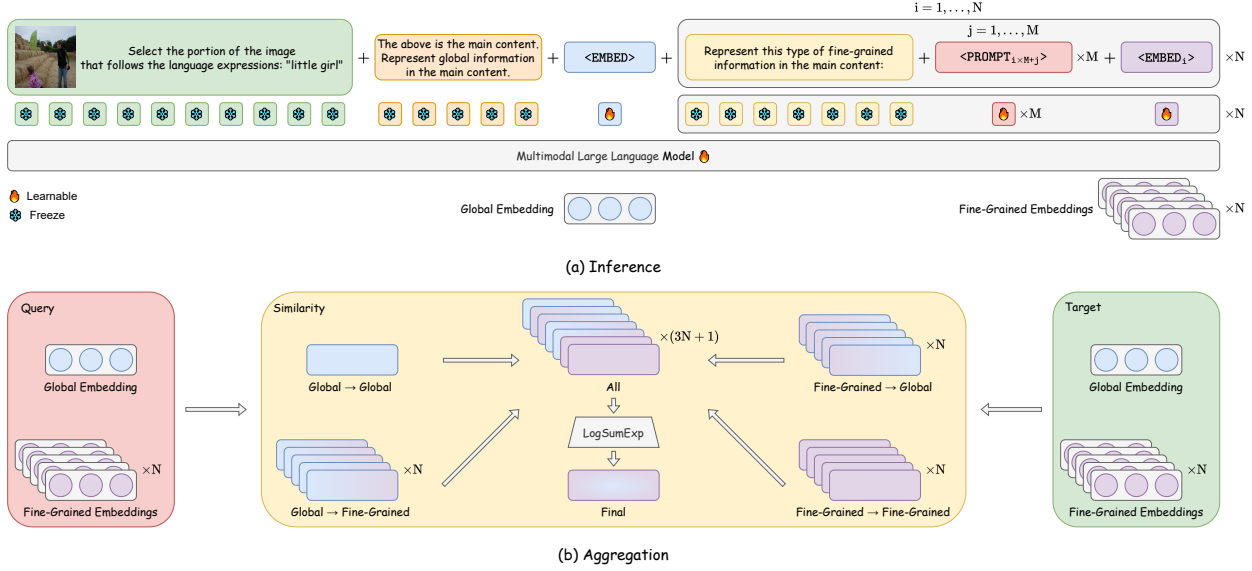 i = 1, . . . , N
j = 1, . . . , M
Select the portion of the image
that follows the language expressions: "little girl"
+
The above is the main content.
Represent global information
in the main content.
+
<EMBED>
+
Represent this type of fine-grained
information in the main content:
+
<PROMPT_{i×M+j}>
×M
+
<EMBED_i>
×N
×M
×N
Multimodal Large Language Model
Learnable
Freeze
Global Embedding
Fine-Grained Embeddings
×N
(a) Inference
Query
Global Embedding
×N
Fine-Grained Embeddings
Similarity
Global → Global
×N
Global → Fine-Grained
×(3N + 1)
All
LogSumExp
Final
×N
Fine-Grained → Global
×N
Fine-Grained → Fine-Grained
Target
Global Embedding
×N
Fine-Grained Embeddings
(b) Aggregation